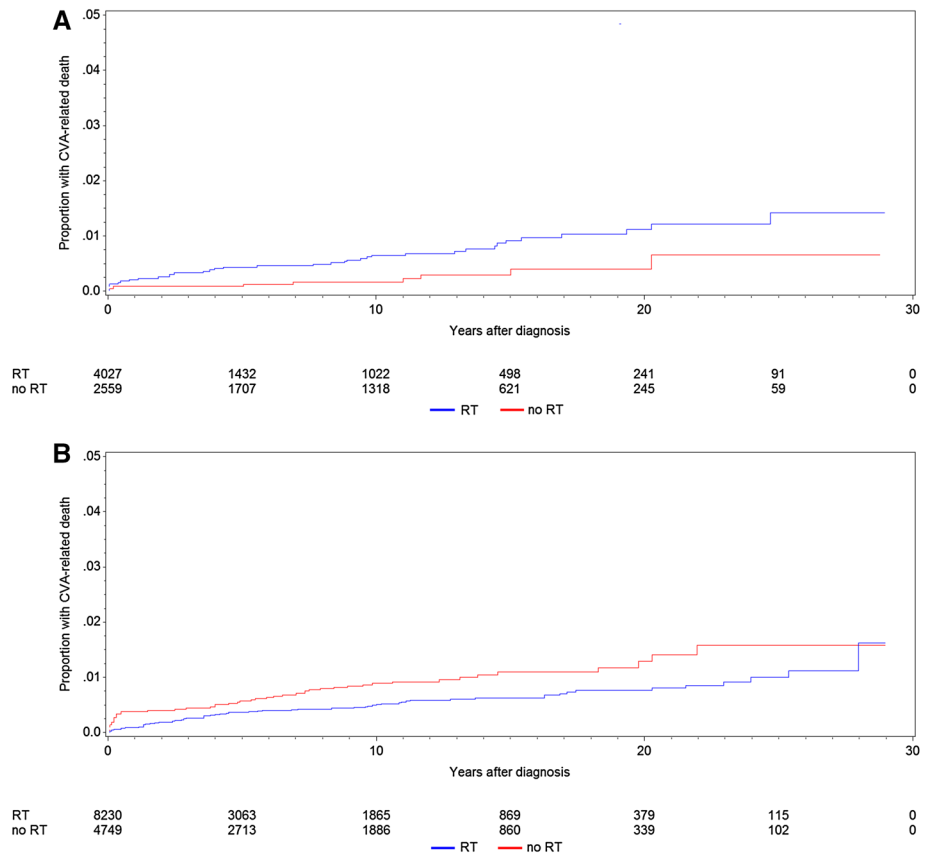 A
.05
.04
.03
.02
.01
0.0
Proportion with CVA-related death
0 10 20 30
Years after diagnosis
RT 4027 1432 1022 498 241 91 0
no RT 2559 1707 1318 621 245 59 0
RT no RT
B
.05
.04
.03
.02
.01
0.0
Proportion with CVA-related death
0 10 20 30
Years after diagnosis
RT 8230 3063 1865 869 379 115 0
no RT 4749 2713 1886 860 339 102 0
RT no RT